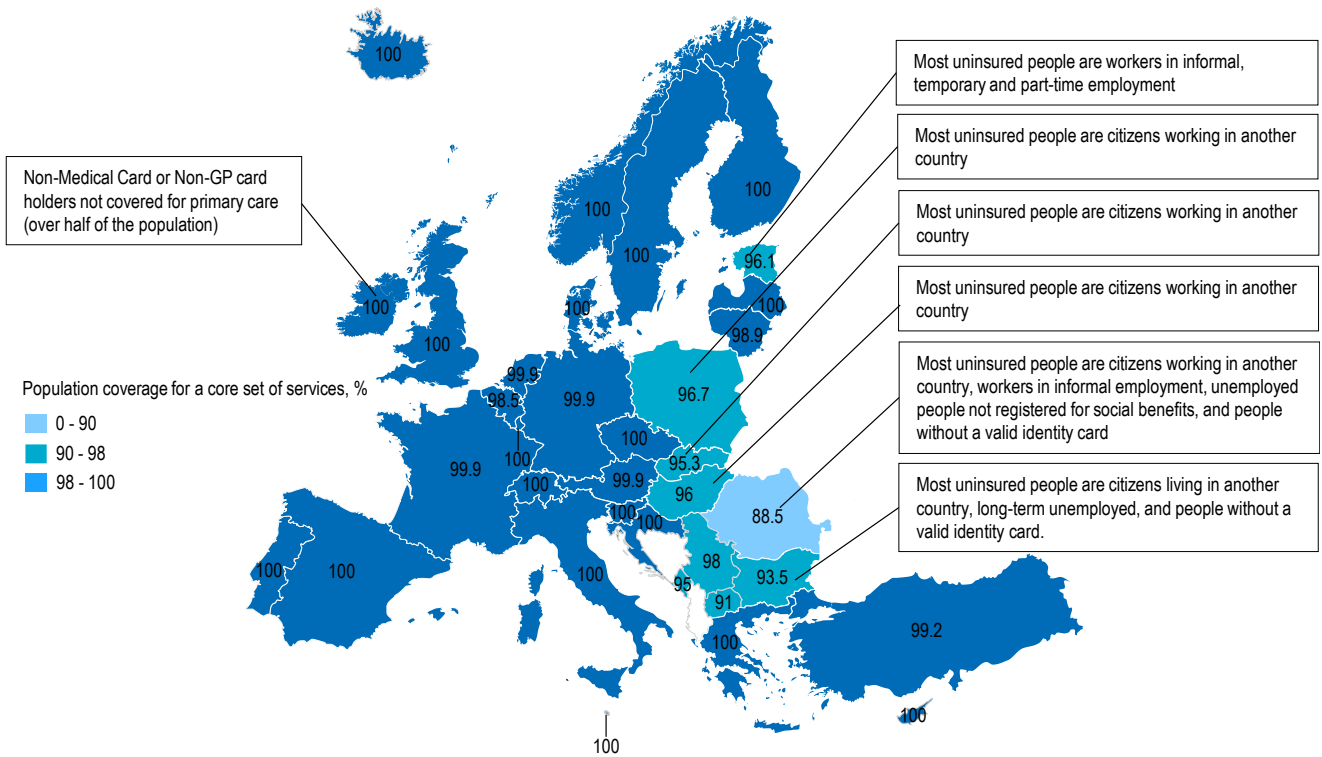 100
Most uninsured people are workers in informal,
temporary and part-time employment
Most uninsured people are citizens working in another
country
Non-Medical Card or Non-GP card
holders not covered for primary care
(over half of the population)
100
100
Most uninsured people are citizens working in another
country
100
96.1
100
Most uninsured people are citizens working in another
country
100
100
100
98.9
Most uninsured people are citizens working in another
country, workers in informal employment, unemployed
people not registered for social benefits, and people
without a valid identity card
Population coverage for a core set of services, %
0 - 90
90 - 98
98 - 100
99.9
98.5
99.9
96.7
100
100
99.9
95.3
100
99.9
96
Most uninsured people are citizens living in another
country, long-term unemployed, and people without a
valid identity card.
100
100
88.5
98
100
100
100
95
93.5
91
99.2
100
100
100